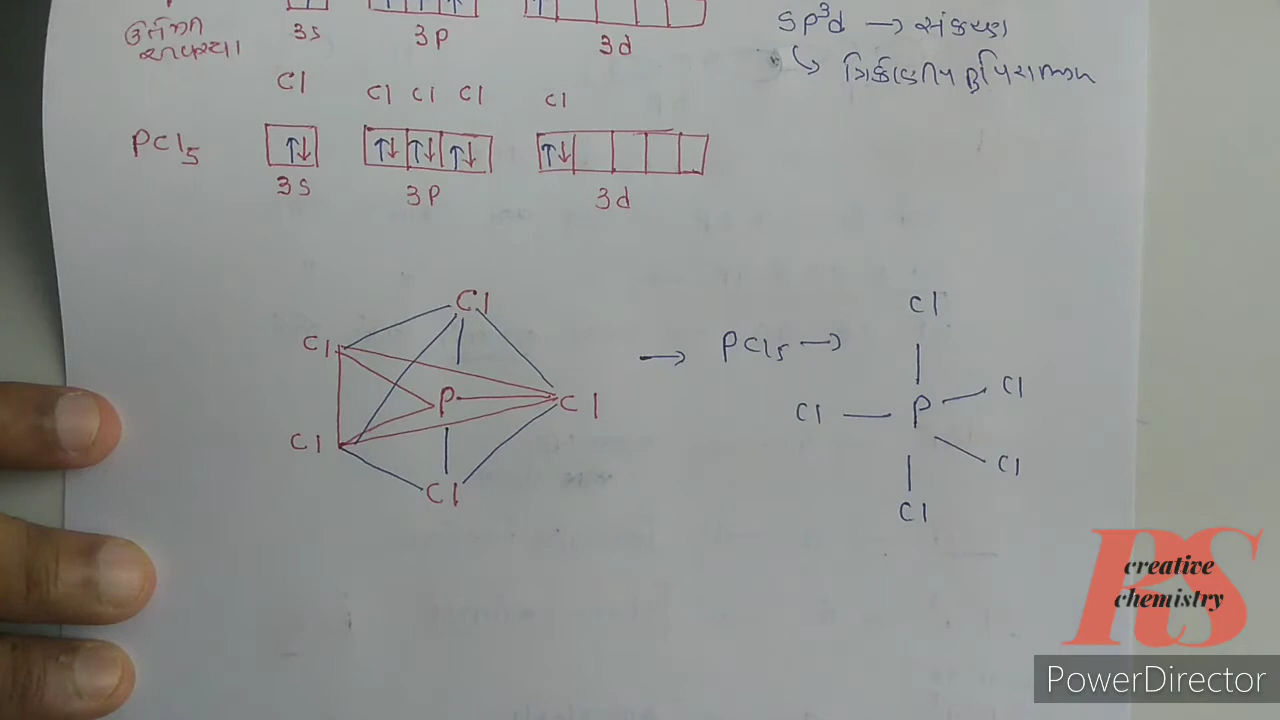 ઉત્તેજીત
અવસ્થા
3s 3p 3d
sp³d → સંકરણ
↳ ત્રિકોણીય દ્વિપિરામીડ
Cl Cl Cl Cl Cl
PCl₅ ↑↓ ↑↓ ↑↓ ↑↓ ↑↓
3s 3p 3d
Cl
Cl
P
Cl
Cl
Cl
→ PCl₅ →
Cl
Cl
Cl P
Cl
Cl
RS
creative
chemistry
PowerDirector